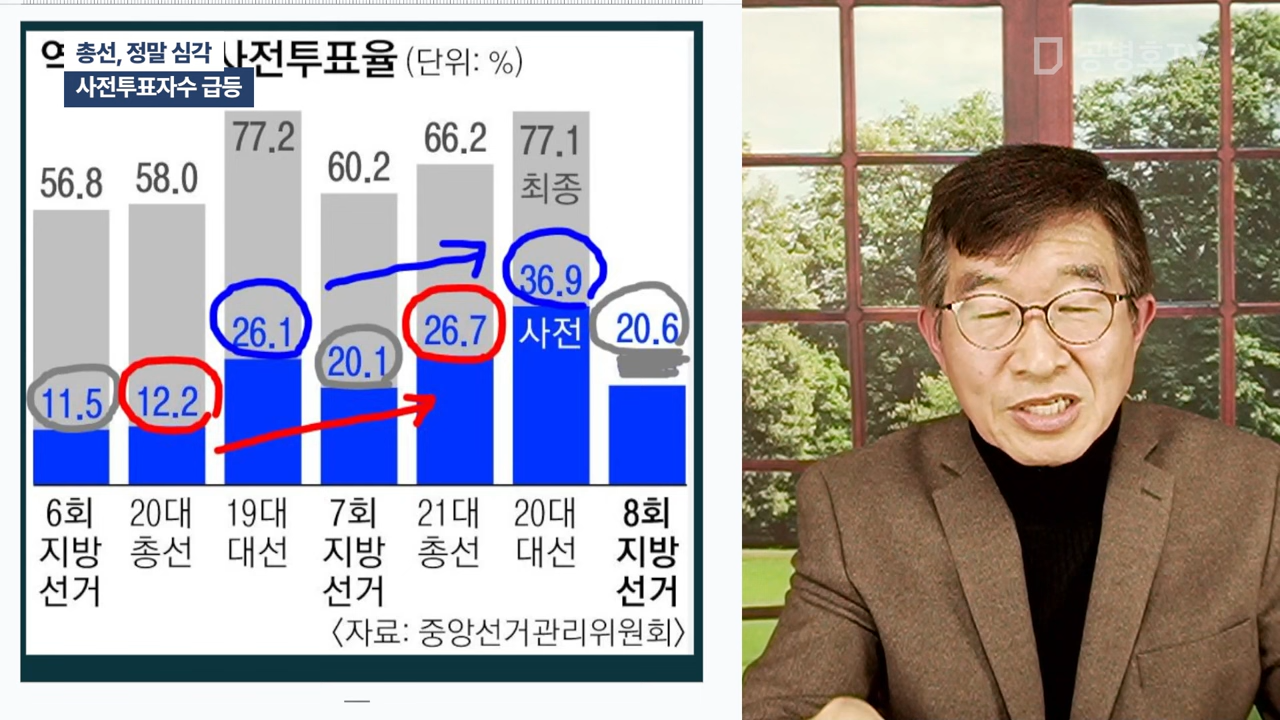 총선, 정말 심각
사전투표자수 급등
사전투표율 (단위: %)
56.8
58.0
77.2
60.2
66.2
77.1
최종
11.5
12.2
26.1
20.1
26.7
36.9
사전
20.6
6회 지방 선거
20대 총선
19대 대선
7회 지방 선거
21대 총선
20대 대선
8회 지방 선거
〈자료: 중앙선거관리위원회〉
공병호TV